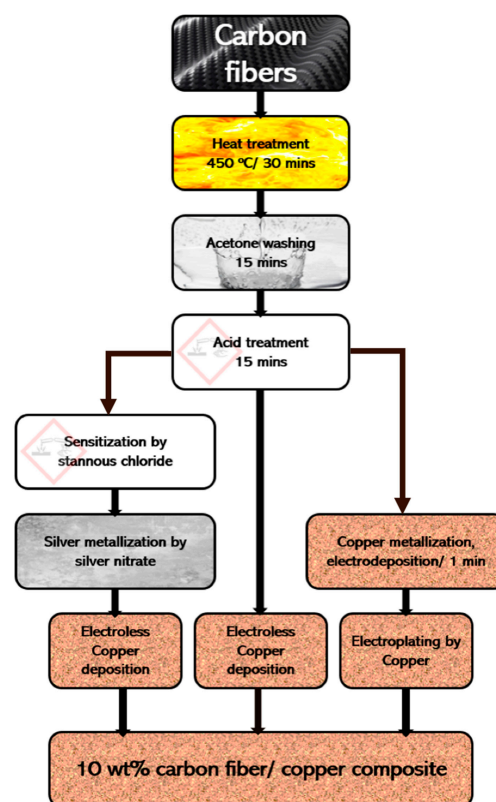 Carbon
fibers
Heat treatment
450 ºC/ 30 mins
Acetone washing
15 mins
Acid treatment
15 mins
Sensitization by
stannous chloride
Silver metallization by
silver nitrate
Copper metallization,
electrodeposition/ 1 min
Electroless
Copper
deposition
Electroless
Copper
deposition
Electroplating by
Copper
10 wt% carbon fiber/ copper composite